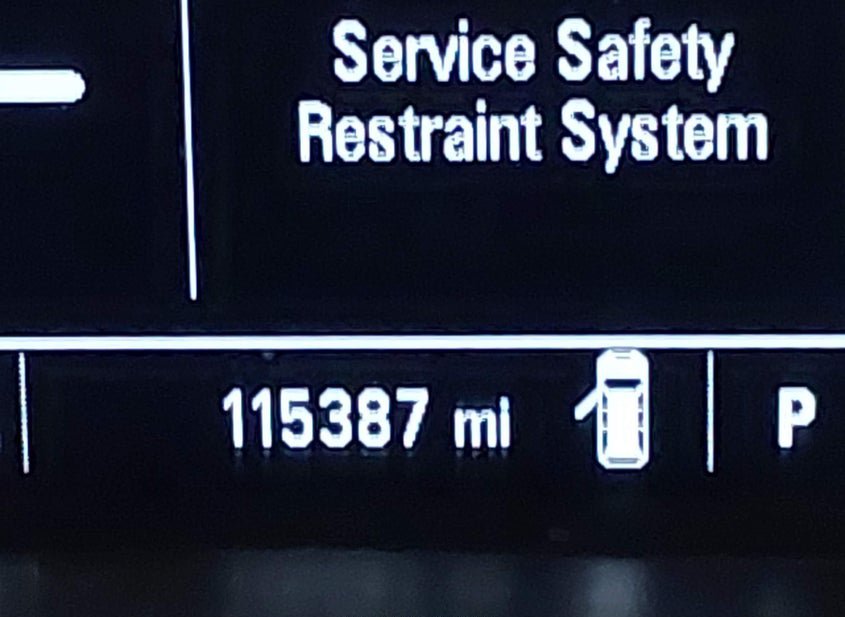 Service Safety
Restraint System
115387 mi P